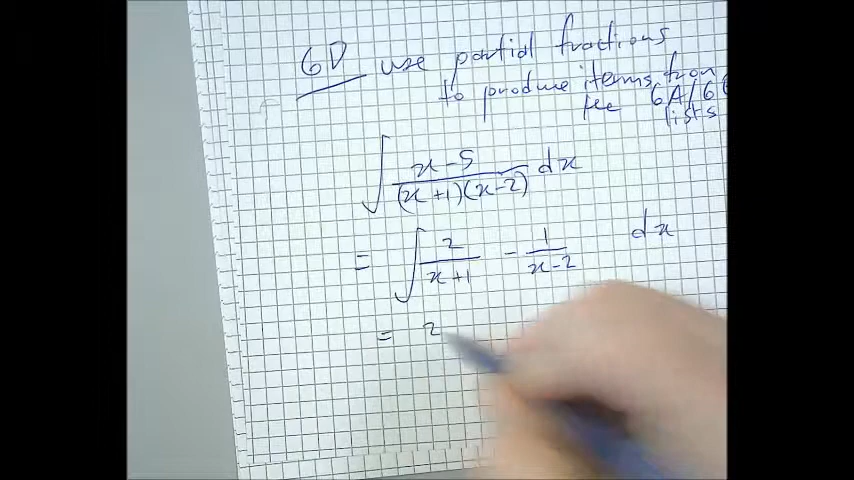 6D use partial fractions
to produce items from
the 6A/6
lists
∫ x-5 / (x+1)(x-2) dx
= ∫ 2 / x+1 - 1 / x-2 dx
= 2